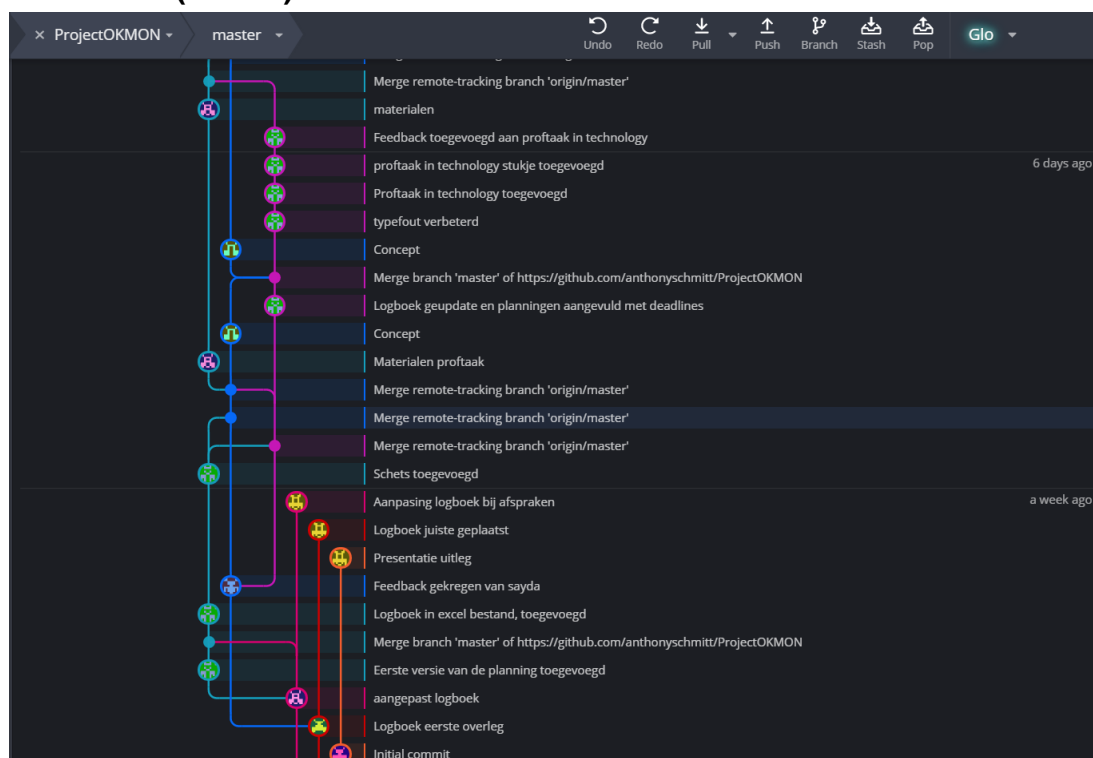 ProjectOKMON
master
Undo
Redo
Pull
Push
Branch
Stash
Pop
Glo
Merge remote-tracking branch 'origin/master'
materialen
Feedback toegevoegd aan proftaak in technology
proftaak in technology stukje toegevoegd 6 days ago
Proftaak in technology toegevoegd
typefout verbeterd
Concept
Merge branch 'master' of https://github.com/anthonyschmitt/ProjectOKMON
Logboek geupdate en planningen aangevuld met deadlines
Concept
Materialen proftaak
Merge remote-tracking branch 'origin/master'
Merge remote-tracking branch 'origin/master'
Merge remote-tracking branch 'origin/master'
Schets toegevoegd
Aanpasing logboek bij afspraken a week ago
Logboek juiste geplaatst
Presentatie uitleg
Feedback gekregen van sayda
Logboek in excel bestand, toegevoegd
Merge branch 'master' of https://github.com/anthonyschmitt/ProjectOKMON
Eerste versie van de planning toegevoegd
aangepast logboek
Logboek eerste overleg
Initial commit